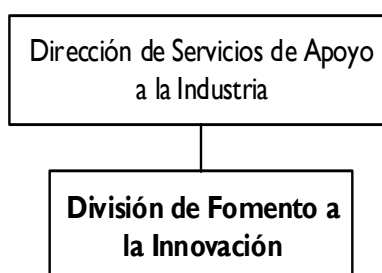 Dirección de Servicios de Apoyo
a la Industria
División de Fomento a
la Innovación